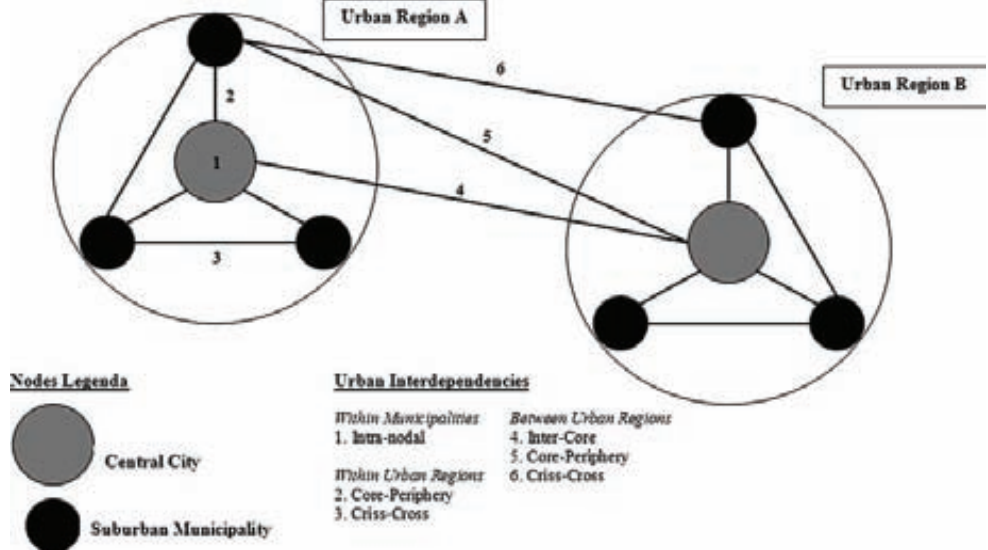 Urban Region A
6
Urban Region B
2
5
1
4
3
Nodes Legenda
Central City
Suburban Municipality
Urban Interdependencies
Within Municipalities
1. Intra-nodal
Within Urban Regions
2. Core-Periphery
3. Criss-Cross
Between Urban Regions
4. Inter-Core
5. Core-Periphery
6. Criss-Cross